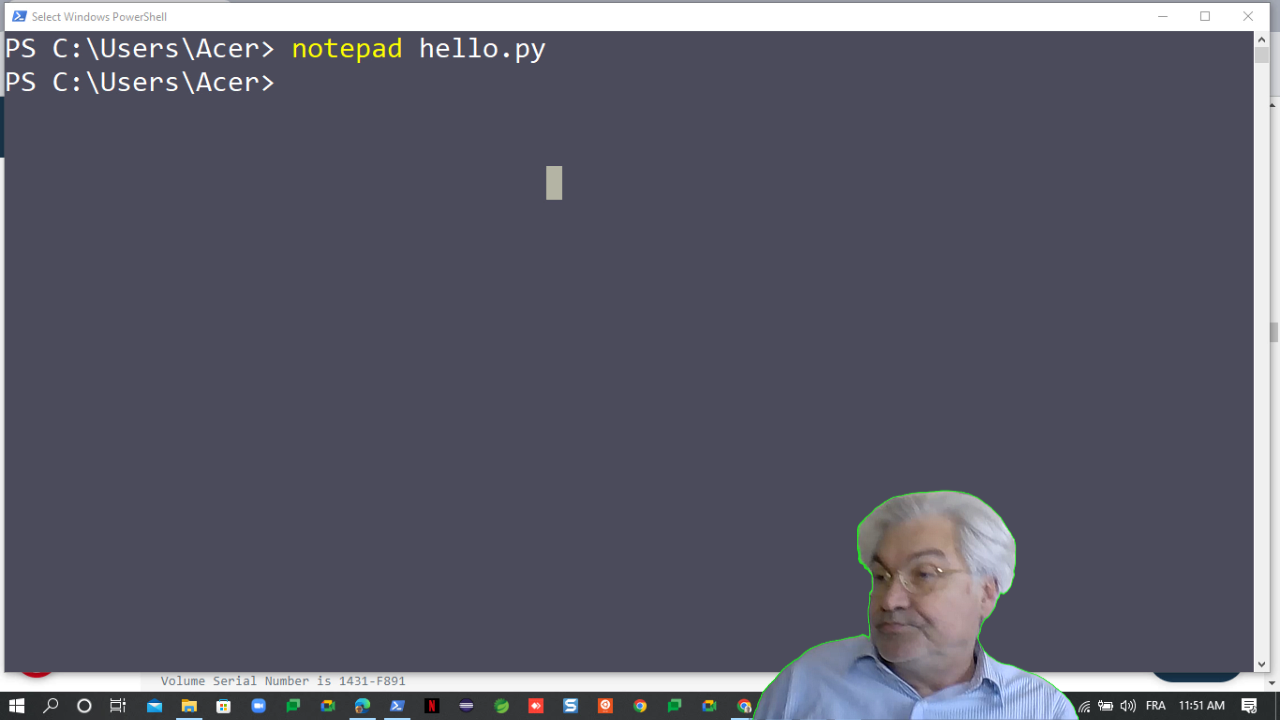 Select Windows PowerShell
PS C:\Users\Acer> notepad hello.py
PS C:\Users\Acer>
Volume Serial Number is 1431-F891
FRA
11:51 AM